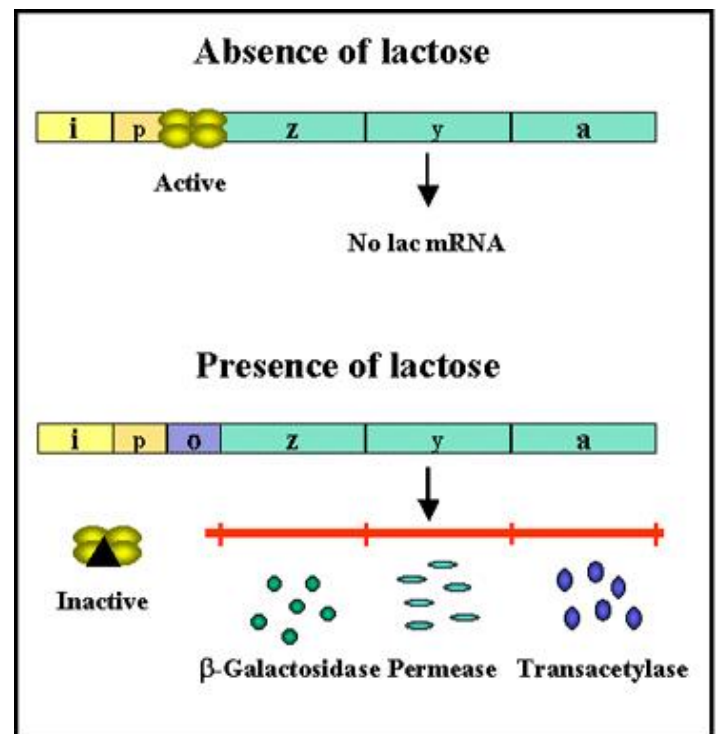 Absence of lactose
i p z y a
Active
No lac mRNA
Presence of lactose
i p o z y a
Inactive
β-Galactosidase Permease Transacetylase